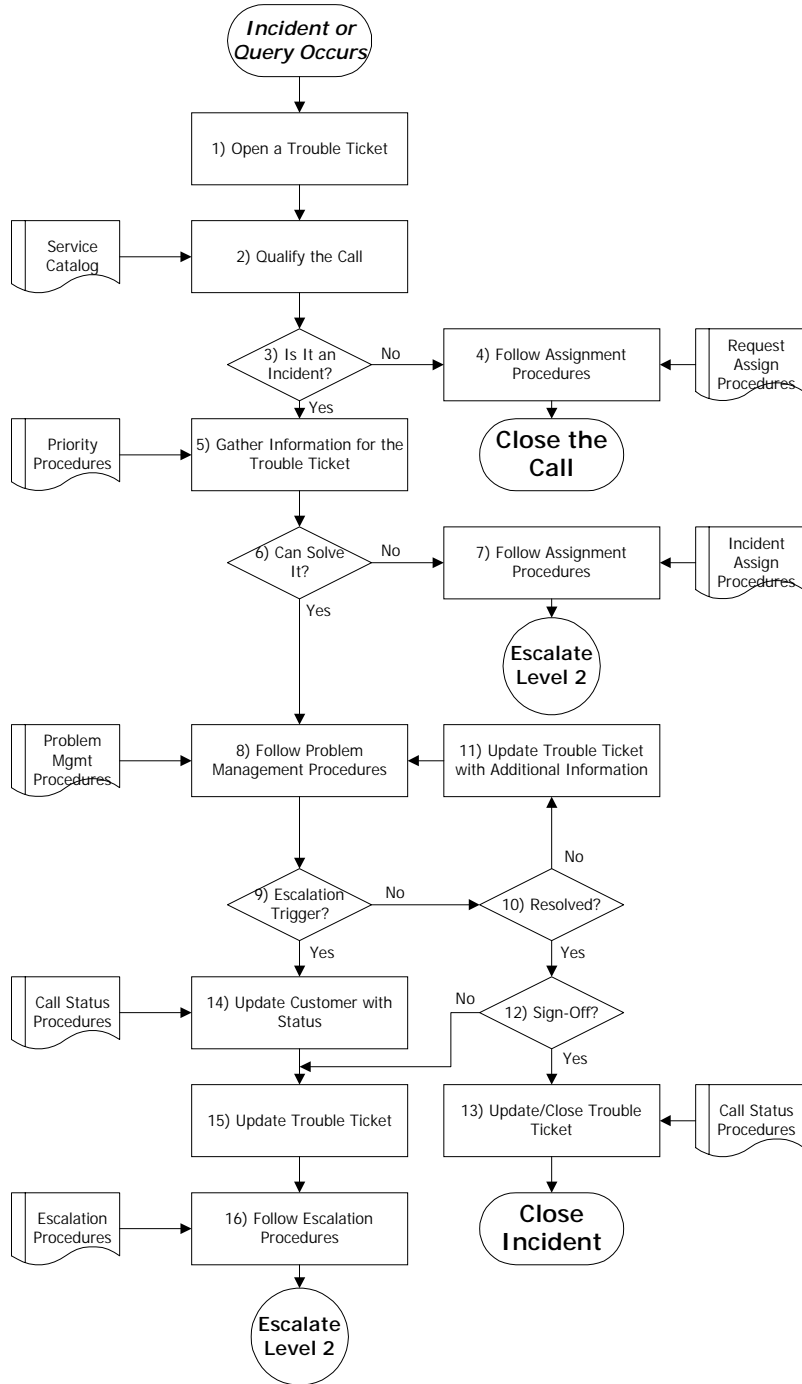 Incident or
Query Occurs
1) Open a Trouble Ticket
Service
Catalog
2) Qualify the Call
3) Is It an
Incident?
No
4) Follow Assignment
Procedures
Request
Assign
Procedures
Yes
Close the
Call
Priority
Procedures
5) Gather Information for the
Trouble Ticket
6) Can Solve
It?
No
7) Follow Assignment
Procedures
Incident
Assign
Procedures
Yes
Escalate
Level 2
Problem
Mgmt
Procedures
8) Follow Problem
Management Procedures
11) Update Trouble Ticket
with Additional Information
No
9) Escalation
Trigger?
No
10) Resolved?
Yes
Yes
Call Status
Procedures
14) Update Customer with
Status
No
12) Sign-Off?
Yes
15) Update Trouble Ticket
13) Update/Close Trouble
Ticket
Call Status
Procedures
Escalation
Procedures
16) Follow Escalation
Procedures
Close
Incident
Escalate
Level 2